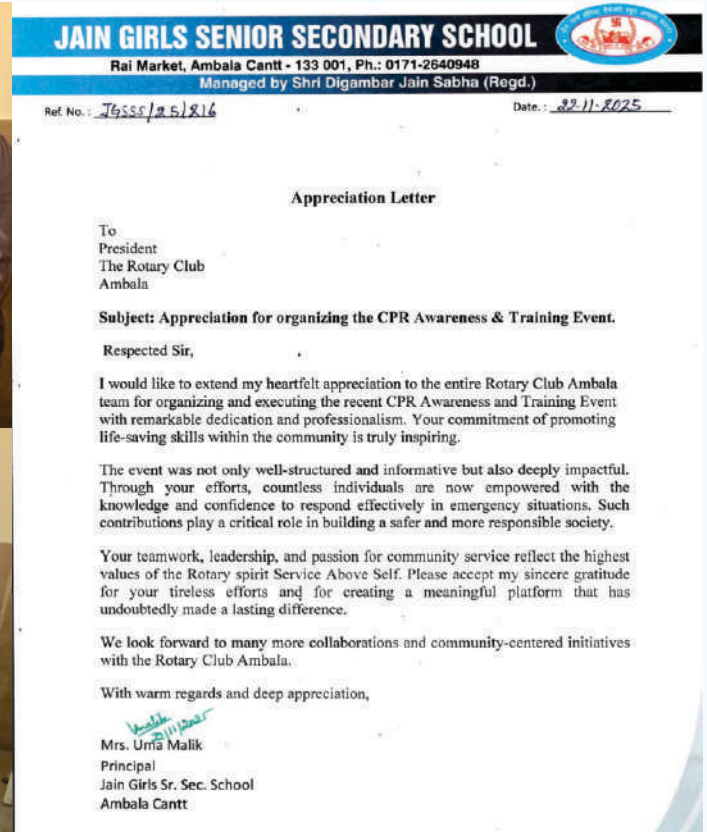 JAIN GIRLS SENIOR SECONDARY SCHOOL
Rai Market, Ambala Cantt - 133 001, Ph.: 0171-2640948
Managed by Shri Digambar Jain Sabha (Regd.)
Ref. No. : JGSSS/25/816
Date. : 22-11-2025
Appreciation Letter
To
President
The Rotary Club
Ambala
Subject: Appreciation for organizing the CPR Awareness & Training Event.
Respected Sir,
I would like to extend my heartfelt appreciation to the entire Rotary Club Ambala
team for organizing and executing the recent CPR Awareness and Training Event
with remarkable dedication and professionalism. Your commitment of promoting
life-saving skills within the community is truly inspiring.
The event was not only well-structured and informative but also deeply impactful.
Through your efforts, countless individuals are now empowered with the
knowledge and confidence to respond effectively in emergency situations. Such
contributions play a critical role in building a safer and more responsible society.
Your teamwork, leadership, and passion for community service reflect the highest
values of the Rotary spirit Service Above Self. Please accept my sincere gratitude
for your tireless efforts and for creating a meaningful platform that has
undoubtedly made a lasting difference.
We look forward to many more collaborations and community-centered initiatives
with the Rotary Club Ambala.
With warm regards and deep appreciation,
Umalik
22/11/2025
Mrs. Uma Malik
Principal
Jain Girls Sr. Sec. School
Ambala Cantt